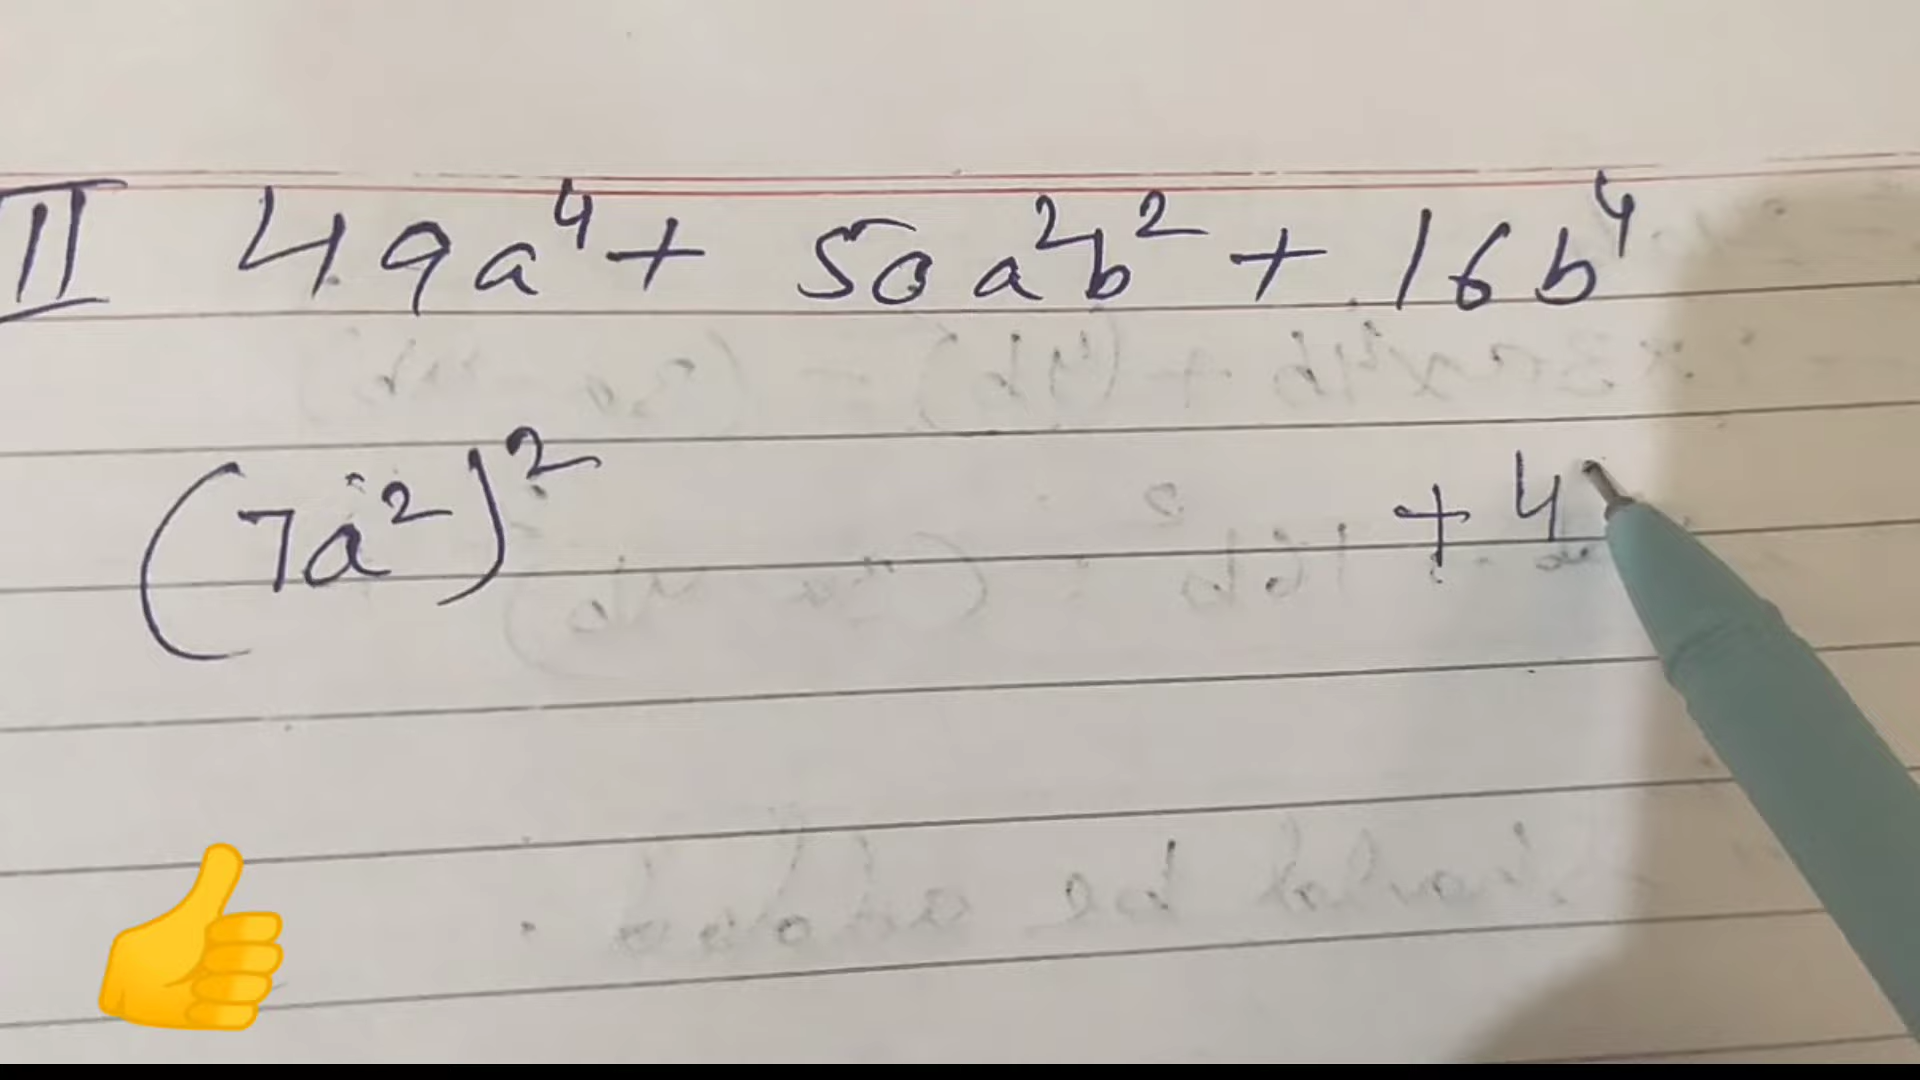 II 49a⁴ + 50a²b² + 16b⁴
(7a²)² + 4